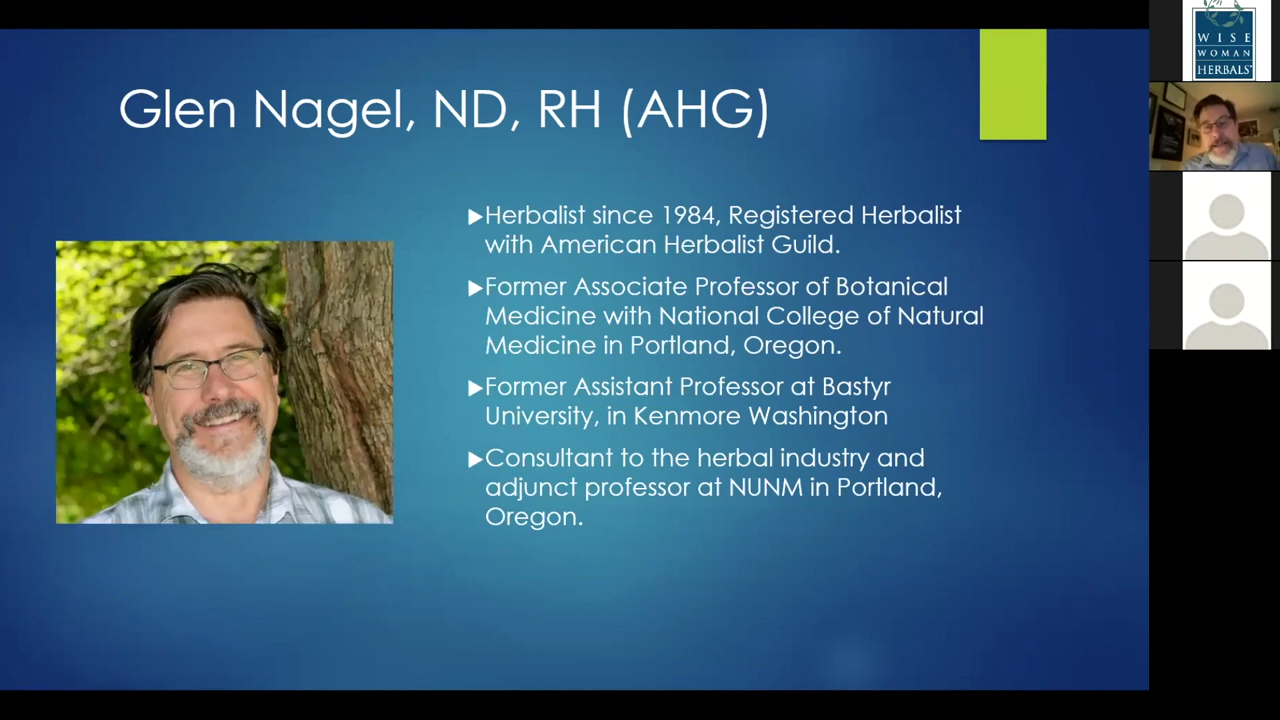 Glen Nagel, ND, RH (AHG)
Herbalist since 1984, Registered Herbalist
with American Herbalist Guild.
Former Associate Professor of Botanical
Medicine with National College of Natural
Medicine in Portland, Oregon.
Former Assistant Professor at Bastyr
University, in Kenmore Washington
Consultant to the herbal industry and
adjunct professor at NUNM in Portland,
Oregon.
WISE
WOMAN
HERBALS®